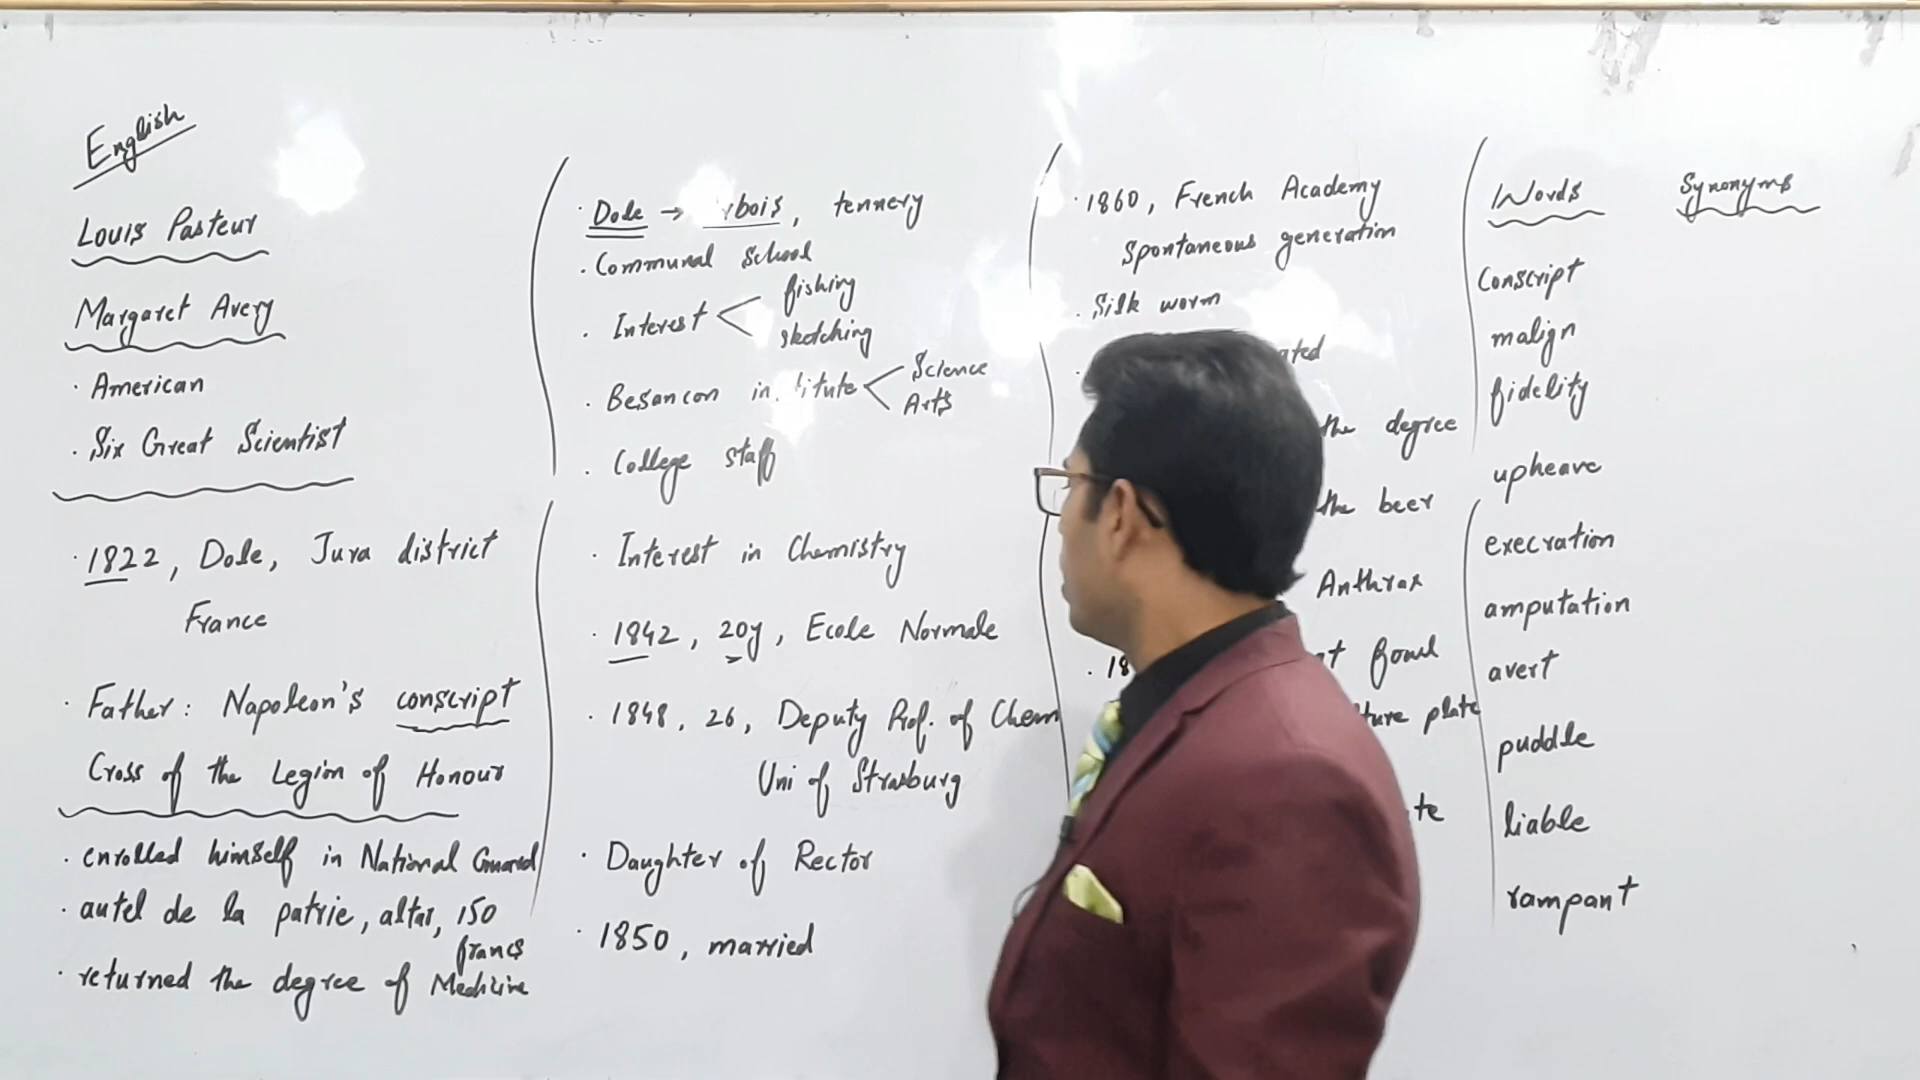 English
Louis Pasteur
Margaret Avery
· American
· Six Great Scientist
· 1822, Dole, Jura district
France
· Father: Napoleon's conscript
Cross of the Legion of Honour
· enrolled himself in National Guard
· autel de la patrie, altar, 150
francs
· returned the degree of Medicine
· Dole → rbois, tennery
· Communal School
· Interest < fishing
sketching
· Besancon in titute < Science
Arts
· College staff
· Interest in Chemistry
· 1842, 20y, Ecole Normale
· 1848, 26, Deputy Prof. of Chem
Uni of Strasburg
· Daughter of Rector
· 1850, married
· 1860, French Academy
Spontaneous generation
· Silk worm
the degree
the beer
Anthrax
· 18
Fowl
plate
Words
Conscript
malign
fidelity
upheave
execration
amputation
avert
puddle
liable
rampant
Synonyms